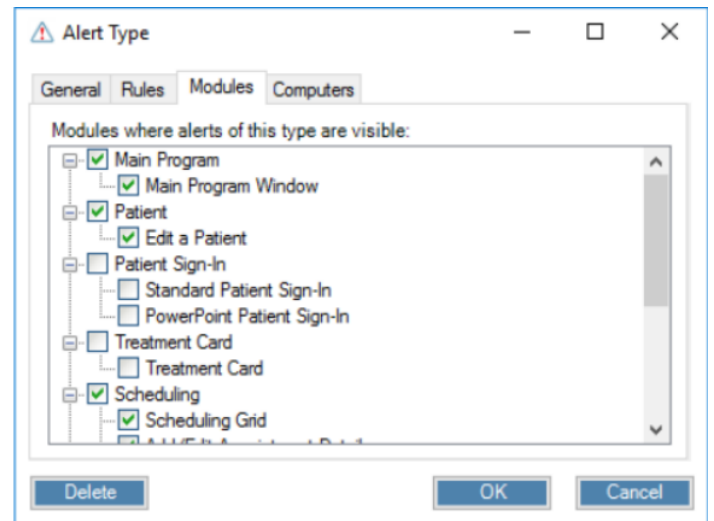 Alert Type
General Rules Modules Computers
Modules where alerts of this type are visible:
Main Program
Main Program Window
Patient
Edit a Patient
Patient Sign-In
Standard Patient Sign-In
PowerPoint Patient Sign-In
Treatment Card
Treatment Card
Scheduling
Scheduling Grid
Delete OK Cancel